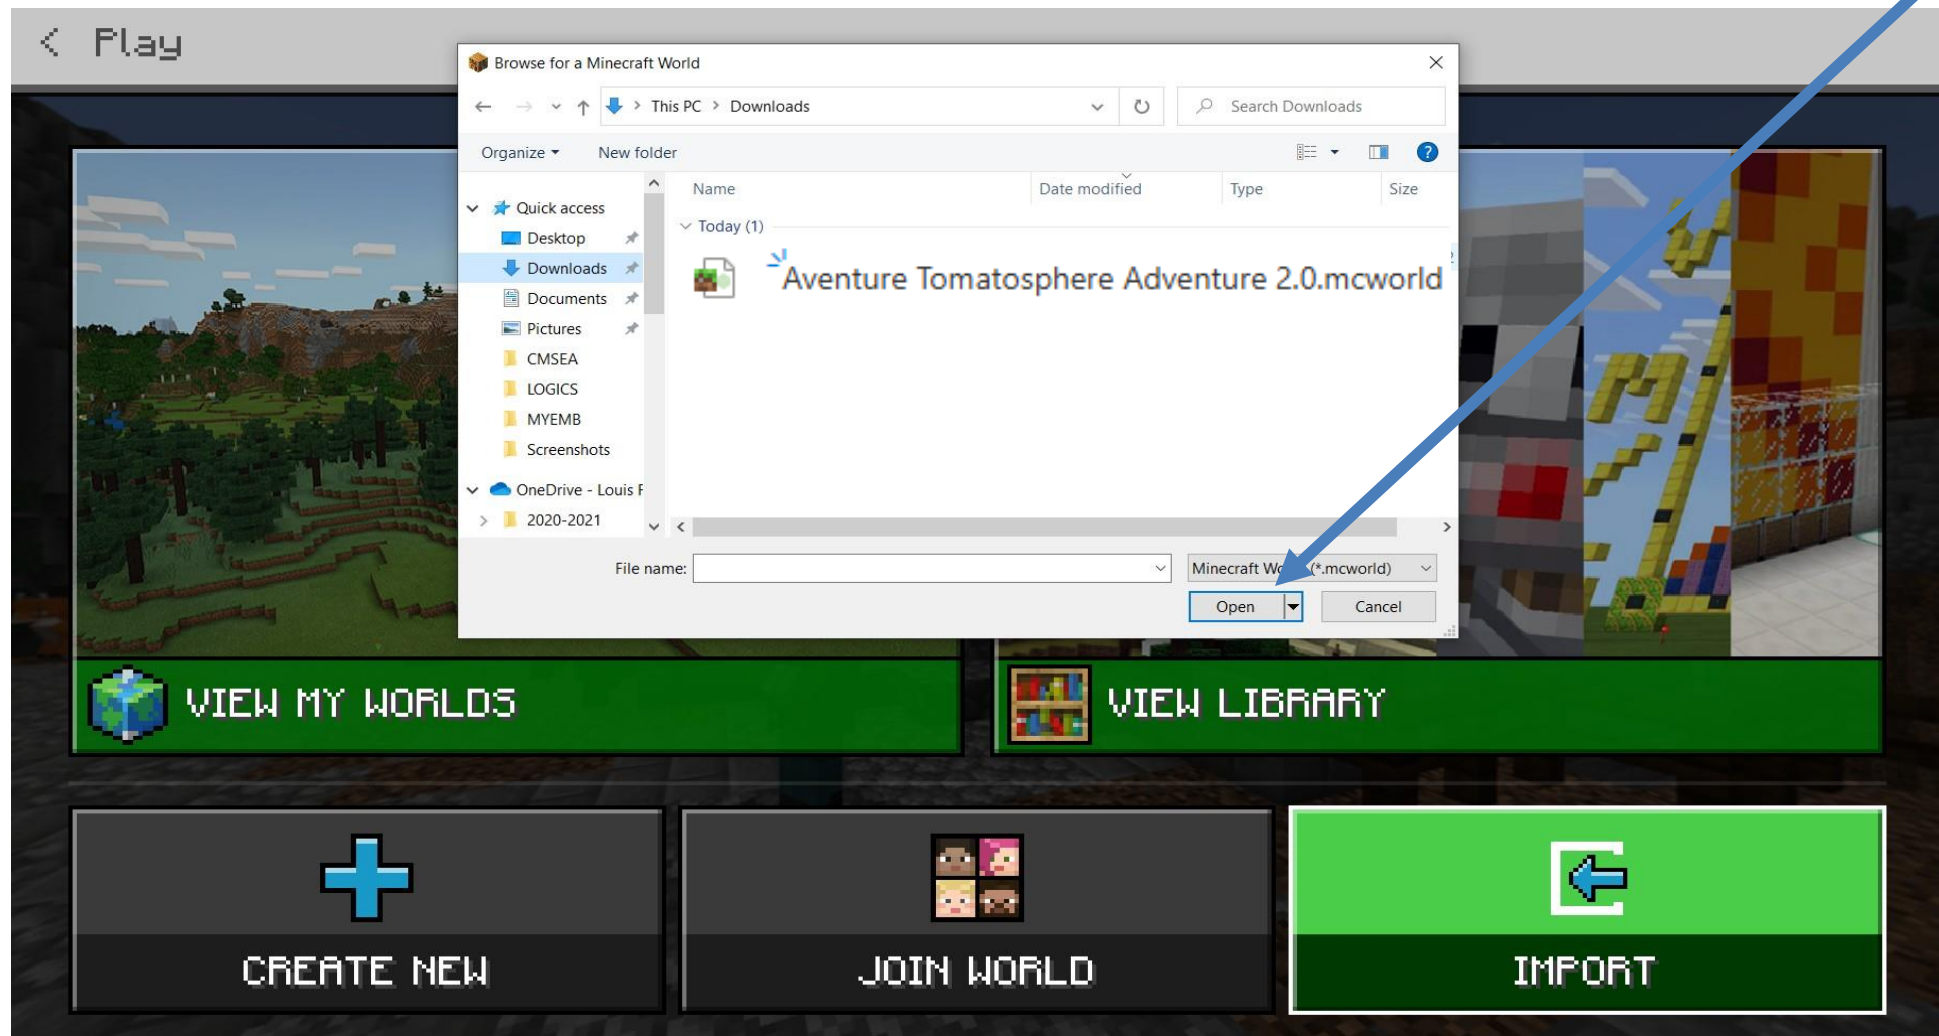 Play
Browse for a Minecraft World
This PC > Downloads
Search Downloads
Organize
New folder
Name
Date modified
Type
Size
Quick access
Desktop
Downloads
Documents
Pictures
CMSEA
LOGICS
MYEMB
Screenshots
OneDrive - Louis
2020-2021
Today (1)
Aventure Tomatosphere Adventure 2.0.mcworld
File name:
Minecraft (*.mcworld)
Open
Cancel
VIEW MY WORLDS
VIEW LIBRARY
CREATE NEW
JOIN WORLD
IMPORT